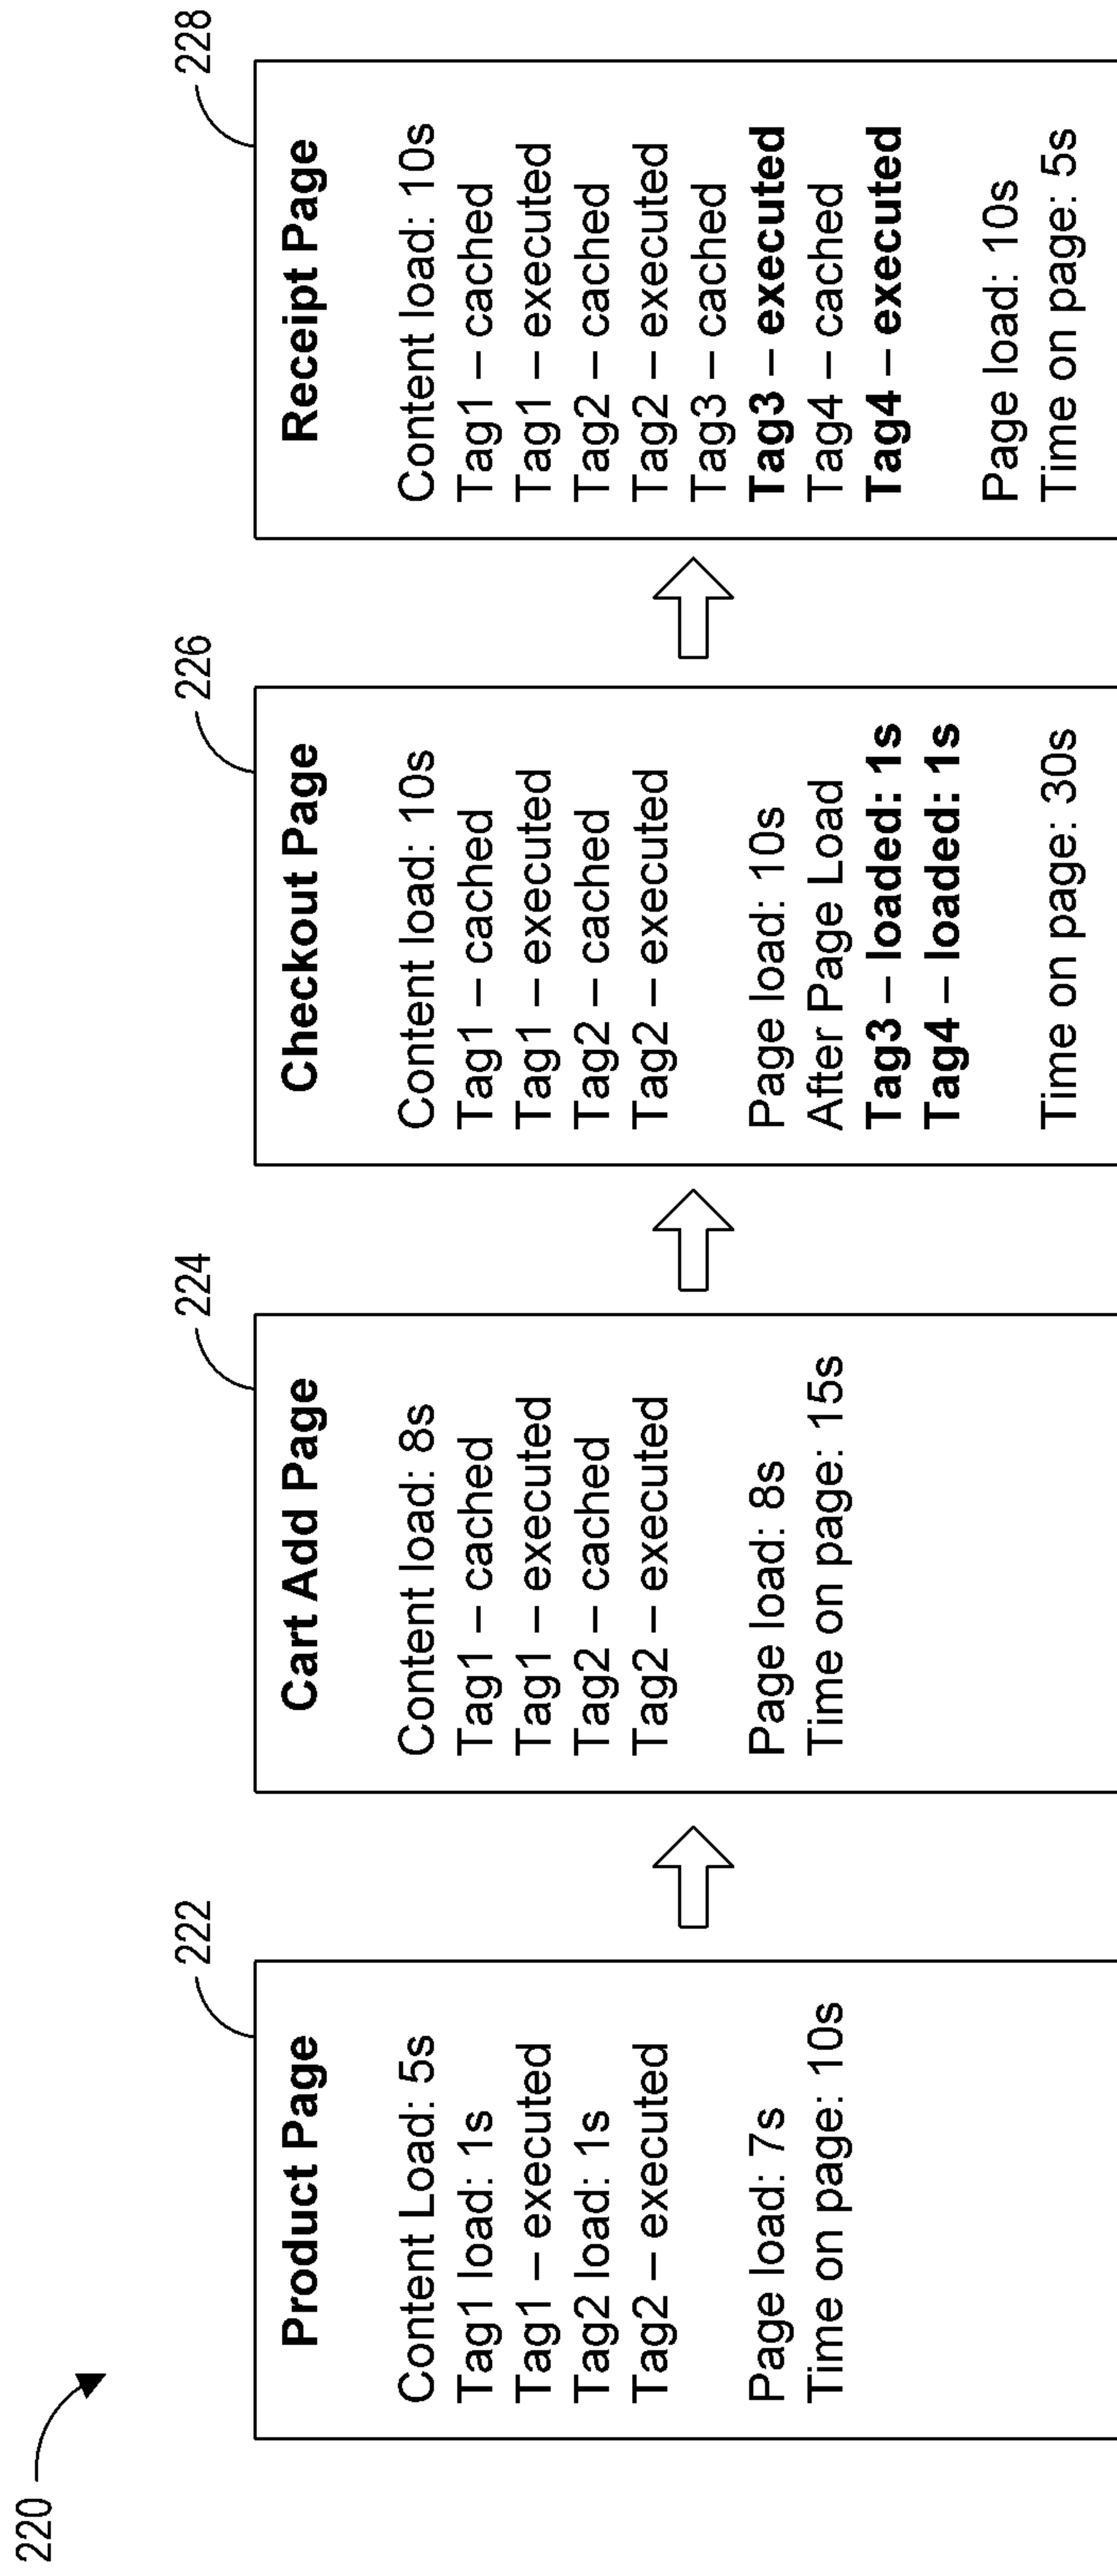 220
222
Product Page
Content Load: 5s
Tag1 load: 1s
Tag1 – executed
Tag2 load: 1s
Tag2 – executed
Page load: 7s
Time on page: 10s
224
Cart Add Page
Content load: 8s
Tag1 – cached
Tag1 – executed
Tag2 – cached
Tag2 – executed
Page load: 8s
Time on page: 15s
226
Checkout Page
Content load: 10s
Tag1 – cached
Tag1 – executed
Tag2 – cached
Tag2 – executed
Page load: 10s
After Page Load
Tag3 – loaded: 1s
Tag4 – loaded: 1s
Time on page: 30s
228
Receipt Page
Content load: 10s
Tag1 – cached
Tag1 – executed
Tag2 – cached
Tag2 – executed
Tag3 – cached
Tag3 – executed
Tag4 – cached
Tag4 – executed
Page load: 10s
Time on page: 5s